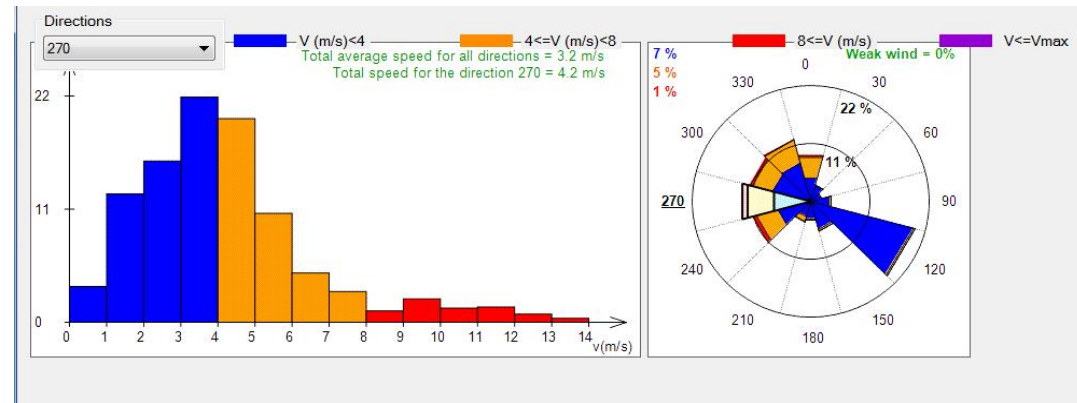 Directions
270
V (m/s)<4
4<=V (m/s)<8
8<=V (m/s)
V<=Vmax
Total average speed for all directions = 3.2 m/s
Total speed for the direction 270 = 4.2 m/s
22
11
0
0 1 2 3 4 5 6 7 8 9 10 11 12 13 14
v(m/s)
7 %
5 %
1 %
Weak wind = 0%
0
330 30
22 %
300 60
11 %
270 90
240 120
210 150
180